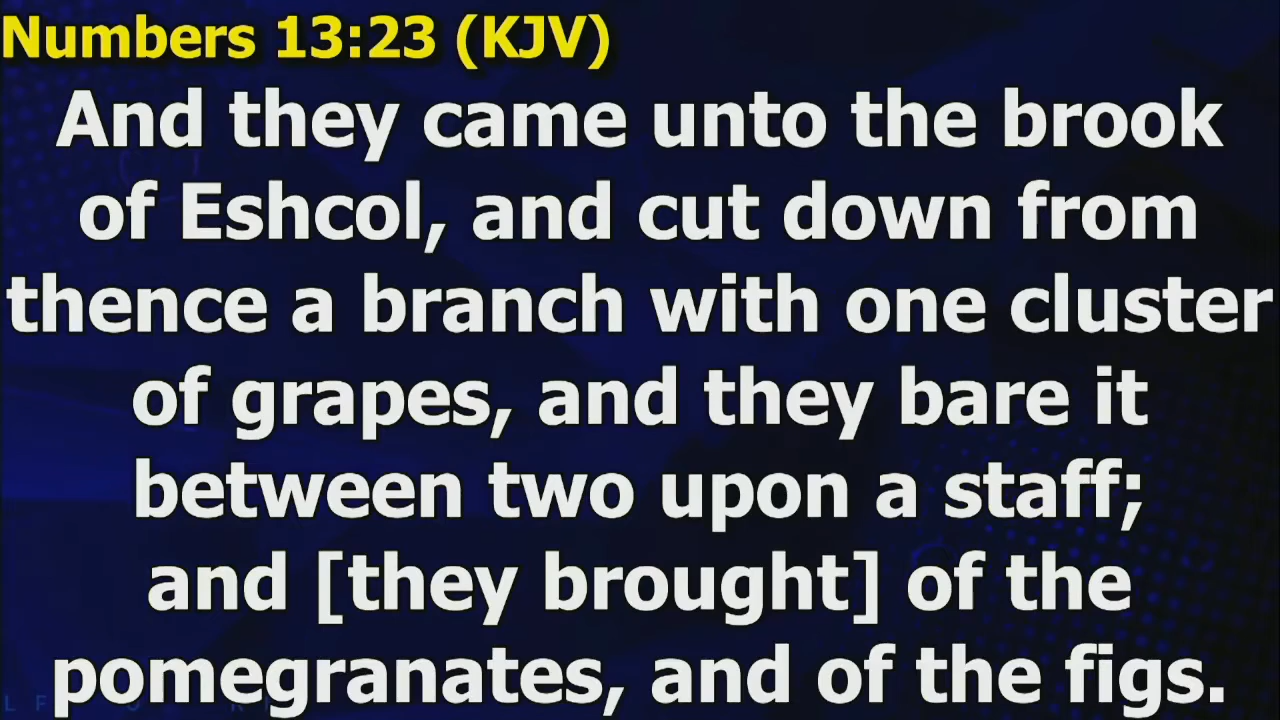 Numbers 13:23 (KJV)
And they came unto the brook
of Eshcol, and cut down from
thence a branch with one cluster
of grapes, and they bare it
between two upon a staff;
and [they brought] of the
pomegranates, and of the figs.